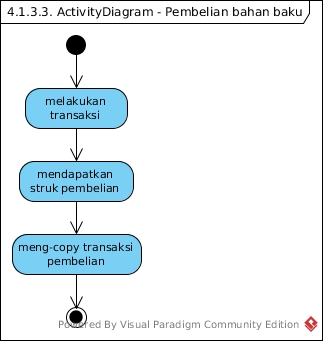 4.1.3.3. ActivityDiagram - Pembelian bahan baku
melakukan
transaksi
mendapatkan
struk pembelian
meng-copy transaksi
pembelian
Powered By Visual Paradigm Community Edition